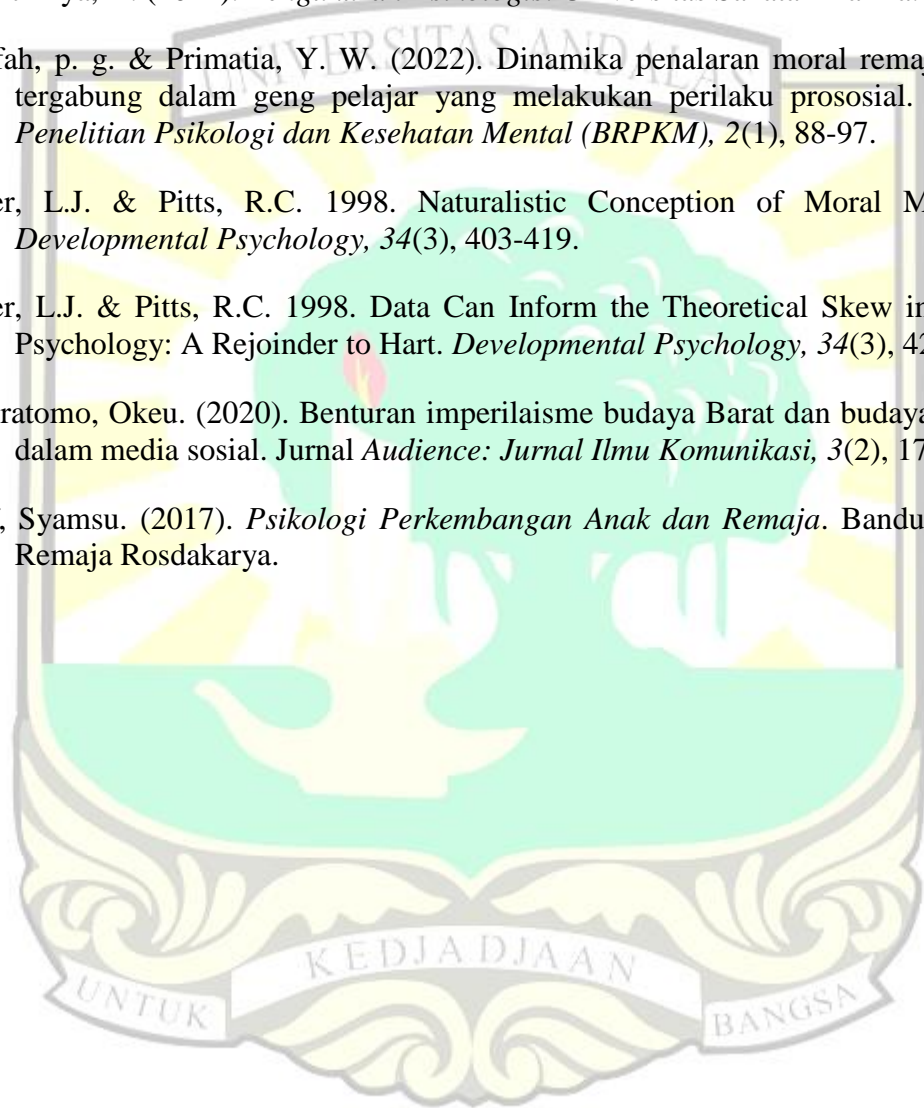 fah, p. g. & Primatia, Y. W. (2022). Dinamika penalaran moral remaj
tergabung dalam geng pelajar yang melakukan perilaku prososial.
Penelitian Psikologi dan Kesehatan Mental (BRPKM), 2(1), 88-97.
er, L.J. & Pitts, R.C. 1998. Naturalistic Conception of Moral M
Developmental Psychology, 34(3), 403-419.
er, L.J. & Pitts, R.C. 1998. Data Can Inform the Theoretical Skew in
Psychology: A Rejoinder to Hart. Developmental Psychology, 34(3), 42
ratomo, Okeu. (2020). Benturan imperilaisme budaya Barat dan budaya
dalam media sosial. Jurnal Audience: Jurnal Ilmu Komunikasi, 3(2), 17
, Syamsu. (2017). Psikologi Perkembangan Anak dan Remaja. Bandu
Remaja Rosdakarya.
UNIVERSITAS ANDALAS
UNTUK KEDJADJAAN BANGSA